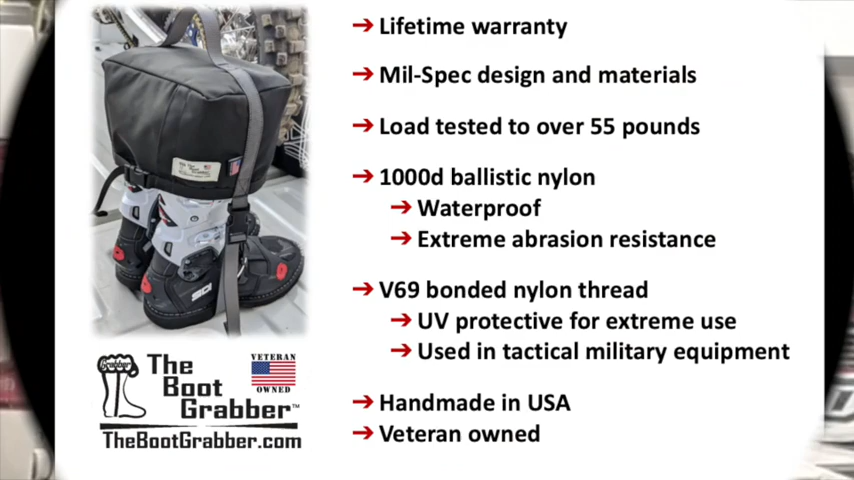 ➔ Lifetime warranty
➔ Mil-Spec design and materials
➔ Load tested to over 55 pounds
➔ 1000d ballistic nylon
➔ Waterproof
➔ Extreme abrasion resistance
➔ V69 bonded nylon thread
➔ UV protective for extreme use
➔ Used in tactical military equipment
➔ Handmade in USA
➔ Veteran owned
SIDI
Grabber
The
Boot
Grabber™
VETERAN
OWNED
TheBootGrabber.com